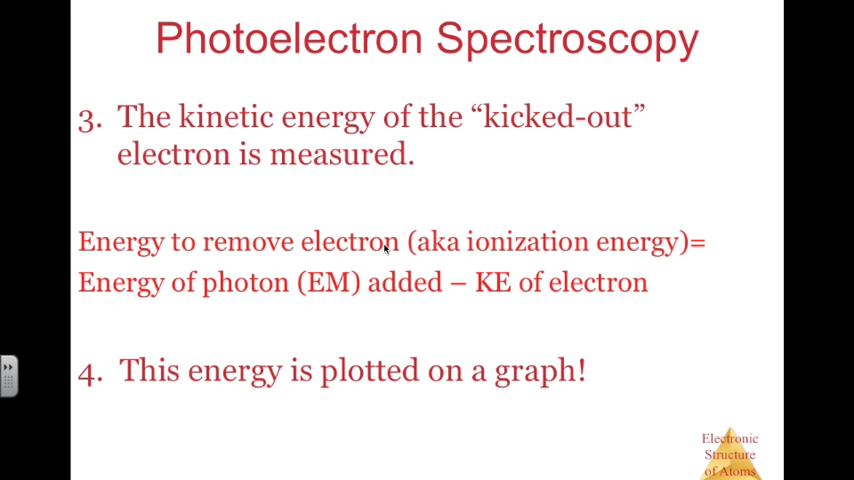 Photoelectron Spectroscopy
3. The kinetic energy of the “kicked-out”
electron is measured.
Energy to remove electron (aka ionization energy)=
Energy of photon (EM) added – KE of electron
4. This energy is plotted on a graph!
Electronic
Structure
of Atoms